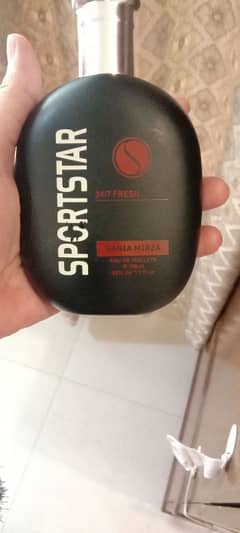 SPORTSTAR
24/7 FRESH
SANIA MIRZA
EAU DE TOILETTE